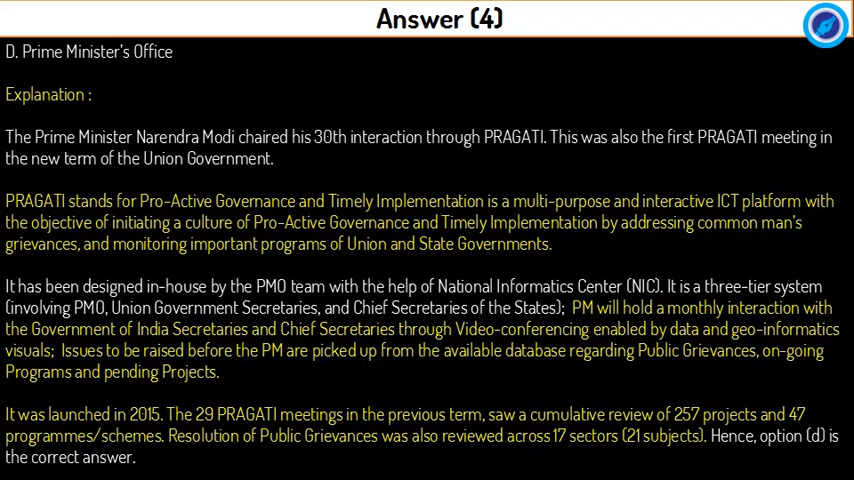 Answer (4)
D. Prime Minister's Office
Explanation :
The Prime Minister Narendra Modi chaired his 30th interaction through PRAGATI. This was also the first PRAGATI meeting in
the new term of the Union Government.
PRAGATI stands for Pro-Active Governance and Timely Implementation is a multi-purpose and interactive ICT platform with
the objective of initiating a culture of Pro-Active Governance and Timely Implementation by addressing common man's
grievances, and monitoring important programs of Union and State Governments.
It has been designed in-house by the PMO team with the help of National Informatics Center (NIC). It is a three-tier system
(involving PMO, Union Government Secretaries, and Chief Secretaries of the States); PM will hold a monthly interaction with
the Government of India Secretaries and Chief Secretaries through Video-conferencing enabled by data and geo-informatics
visuals; Issues to be raised before the PM are picked up from the available database regarding Public Grievances, on-going
Programs and pending Projects.
It was launched in 2015. The 29 PRAGATI meetings in the previous term, saw a cumulative review of 257 projects and 47
programmes/schemes. Resolution of Public Grievances was also reviewed across 17 sectors (21 subjects). Hence, option (d) is
the correct answer.